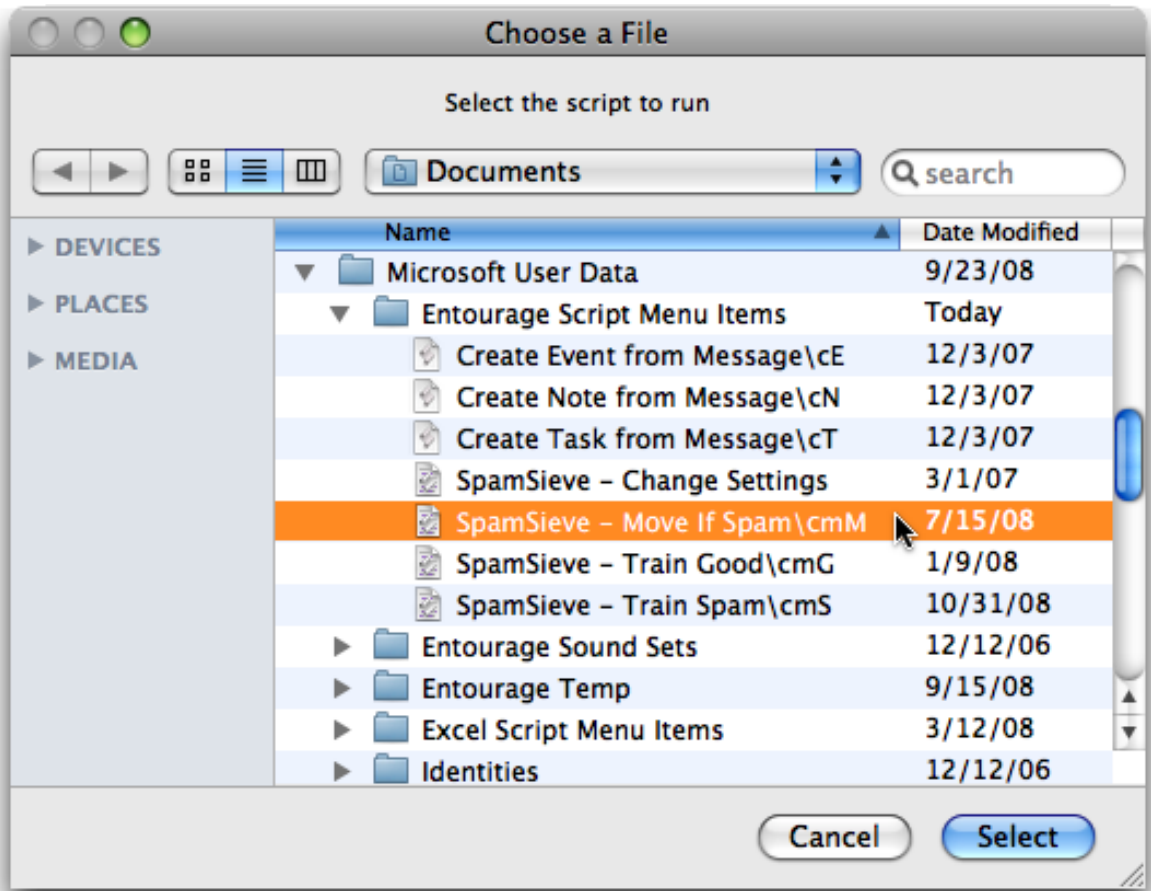 Choose a File
Select the script to run
Documents
search
DEVICES
PLACES
MEDIA
Name Date Modified
Microsoft User Data 9/23/08
Entourage Script Menu Items Today
Create Event from Message\cE 12/3/07
Create Note from Message\cN 12/3/07
Create Task from Message\cT 12/3/07
SpamSieve – Change Settings 3/1/07
SpamSieve – Move If Spam\cmM 7/15/08
SpamSieve – Train Good\cmG 1/9/08
SpamSieve – Train Spam\cmS 10/31/08
Entourage Sound Sets 12/12/06
Entourage Temp 9/15/08
Excel Script Menu Items 3/12/08
Identities 12/12/06
Cancel Select